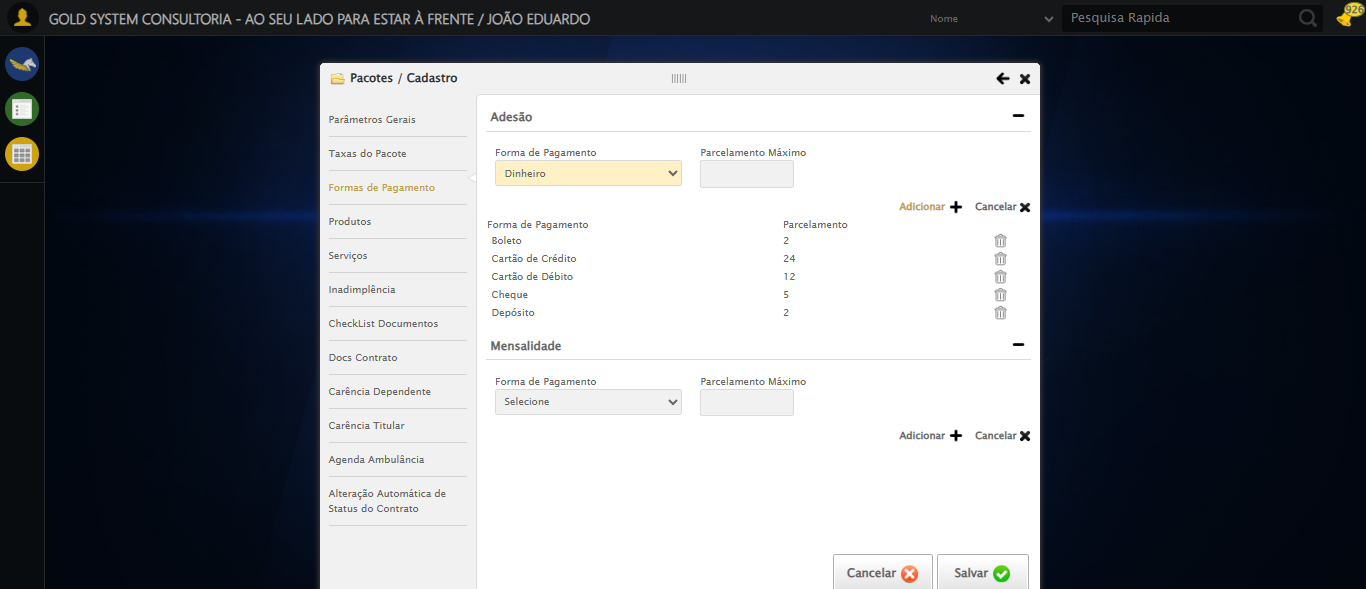 GOLD SYSTEM CONSULTORIA - AO SEU LADO PARA ESTAR À FRENTE / JOÃO EDUARDO
Nome
Pesquisa Rapida
926
Pacotes / Cadastro
Parâmetros Gerais
Taxas do Pacote
Formas de Pagamento
Produtos
Serviços
Inadimplência
CheckList Documentos
Docs Contrato
Carência Dependente
Carência Titular
Agenda Ambulância
Alteração Automática de
Status do Contrato
Adesão
Forma de Pagamento Parcelamento Máximo
Dinheiro
Adicionar Cancelar
Forma de Pagamento Parcelamento
Boleto 2
Cartão de Crédito 24
Cartão de Débito 12
Cheque 5
Depósito 2
Mensalidade
Forma de Pagamento Parcelamento Máximo
Selecione
Adicionar Cancelar
Cancelar Salvar